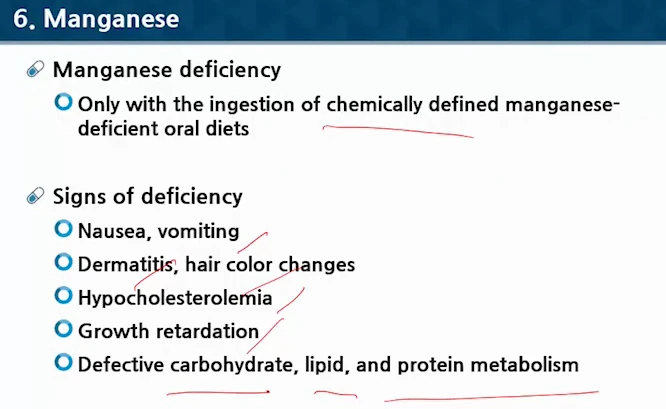 6. Manganese
Manganese deficiency
Only with the ingestion of chemically defined manganese-
deficient oral diets
Signs of deficiency
Nausea, vomiting
Dermatitis, hair color changes
Hypocholesterolemia
Growth retardation
Defective carbohydrate, lipid, and protein metabolism